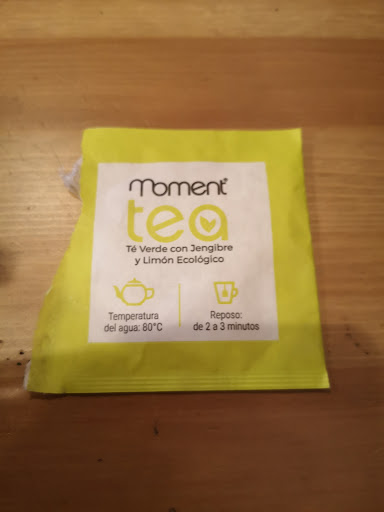 moment
tea
Té Verde con Jengibre
y Limón Ecológico
Temperatura
del agua: 80°C
Reposo:
de 2 a 3 minutos